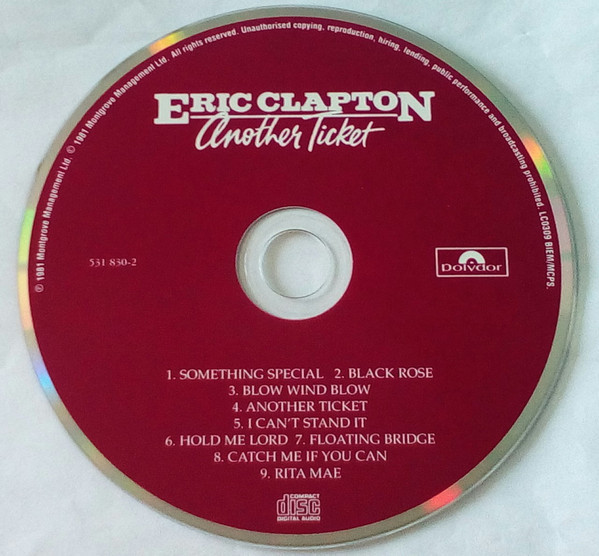 ℗ 1981 Montgrove Management Ltd. © 1981 Montgrove Management Ltd. All rights reserved. Unauthorised copying, reproduction, hiring, lending, public performance and broadcasting prohibited. LC0309 BIEM/MCPS.
ERIC CLAPTON
Another Ticket
531 830-2
Polydor
1. SOMETHING SPECIAL 2. BLACK ROSE
3. BLOW WIND BLOW
4. ANOTHER TICKET
5. I CAN'T STAND IT
6. HOLD ME LORD 7. FLOATING BRIDGE
8. CATCH ME IF YOU CAN
9. RITA MAE
COMPACT
disc
DIGITAL AUDIO